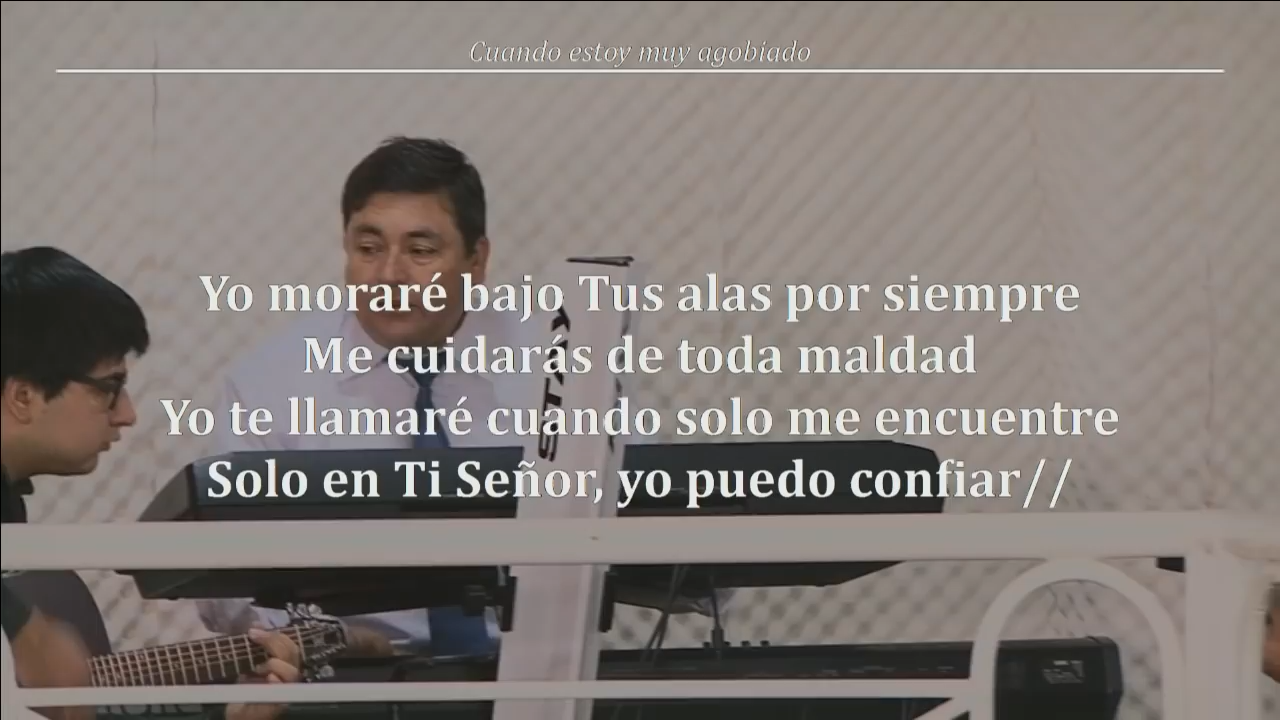 Cuando estoy muy agobiado
Yo moraré bajo Tus alas por siempre
Me cuidarás de toda maldad
Yo te llamaré cuando solo me encuentre
Solo en Ti Señor, yo puedo confiar//